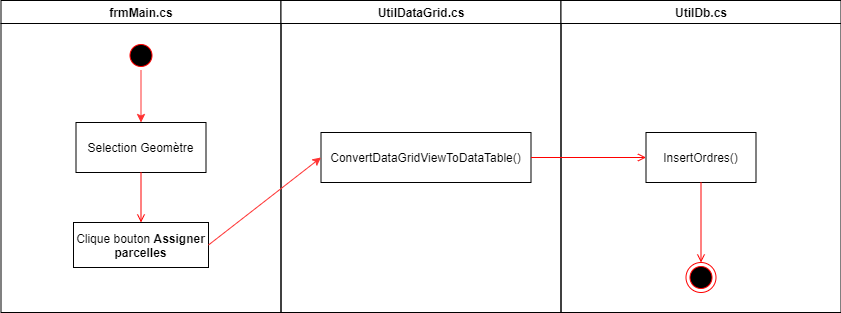 frmMain.cs
UtilDataGrid.cs
UtilDb.cs
Selection Geomètre
ConvertDataGridViewToDataTable()
InsertOrdres()
Clique bouton Assigner
parcelles